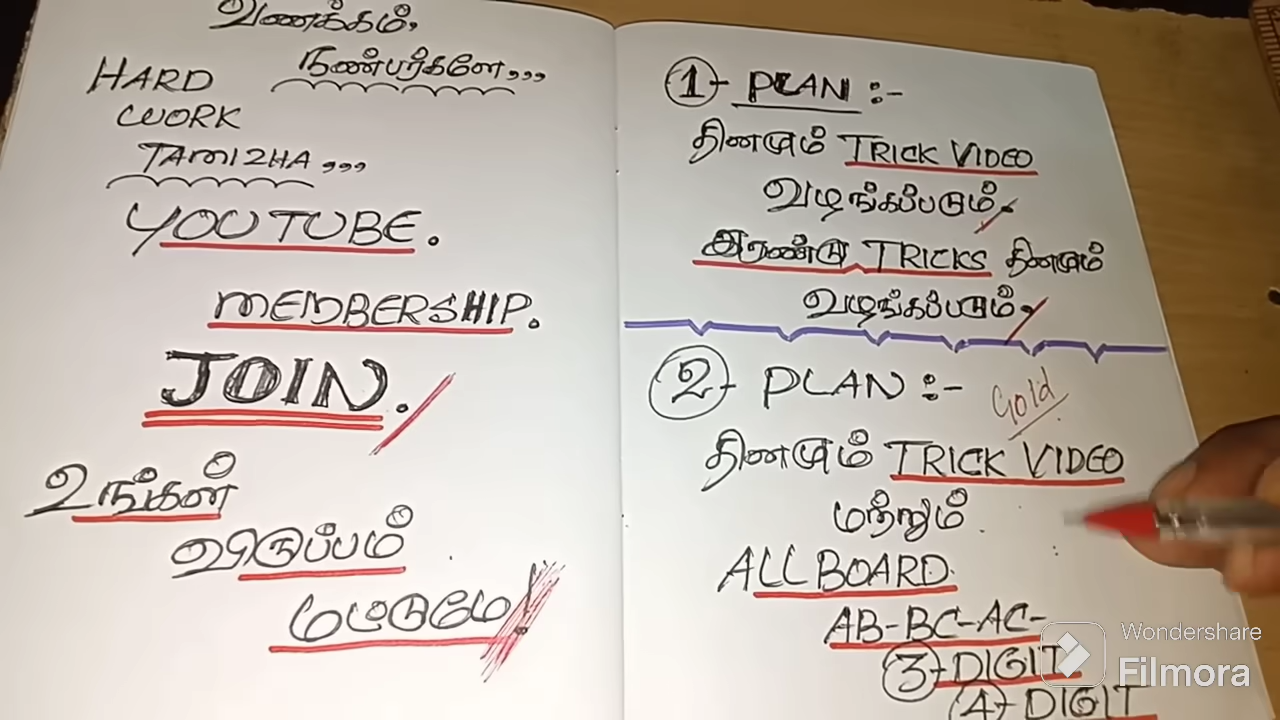 வணக்கம்,
நண்பர்களே,,,
HARD
WORK
TAMIZHA,,,
YOUTUBE.
MEMBERSHIP.
JOIN.
உங்கள்
விருப்பம்
மட்டுமே!
1- PLAN :-
தினமும் TRICK VIDEO
வழங்கப்படும்.
இரண்டு TRICKS தினமும்
வழங்கப்படும்.
2- PLAN :- Gold
தினமும் TRICK VIDEO
மற்றும்.
ALL BOARD.
AB-BC-AC-
3-DIGIT
4-DIGIT
Wondershare
Filmora